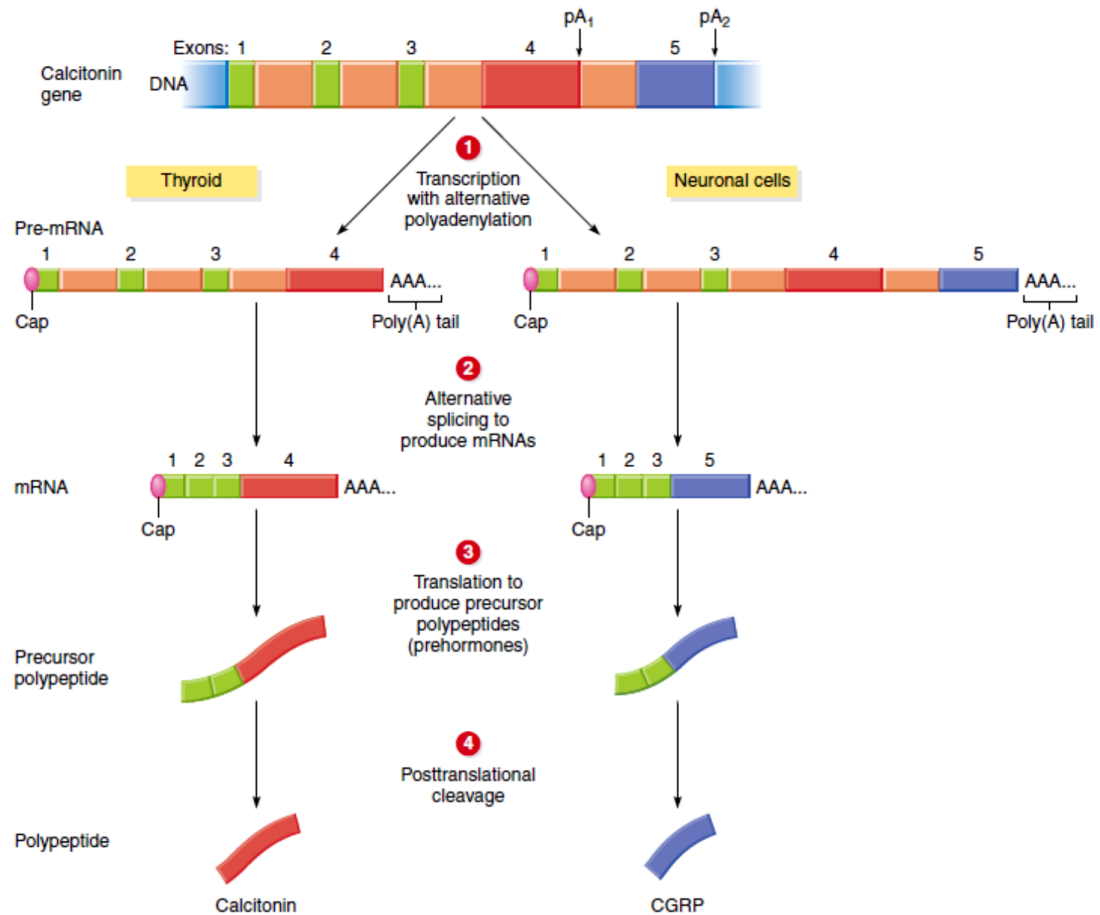 pA₁ pA₂
Exons: 1 2 3 4 5
Calcitonin
gene
DNA
1
Thyroid
Transcription
with alternative
polyadenylation
Neuronal cells
Pre-mRNA
1 2 3 4
AAA...
Cap
Poly(A) tail
1 2 3 4 5
AAA...
Cap
Poly(A) tail
2
Alternative
splicing to
produce mRNAs
mRNA
1 2 3 4
AAA...
Cap
1 2 3 5
AAA...
Cap
3
Translation to
produce precursor
polypeptides
(prehormones)
Precursor
polypeptide
4
Posttranslational
cleavage
Polypeptide
Calcitonin
CGRP